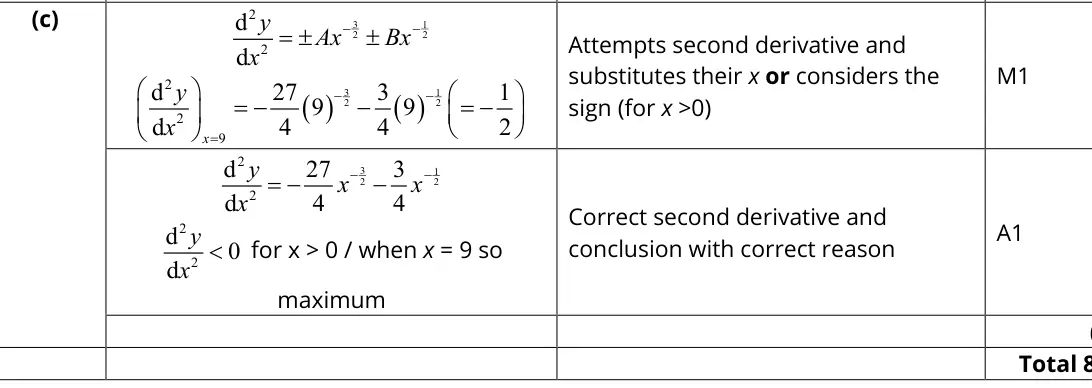 (c)
d²y/dx² = ±Ax^(-3/2) ± Bx^(-1/2)
(d²y/dx²)ₓ₌₉ = -27/4(9)^(-3/2) - 3/4(9)^(-1/2) (= -1/2)
Attempts second derivative and
substitutes their x or considers the
sign (for x >0)
M1
d²y/dx² = -27/4x^(-3/2) - 3/4x^(-1/2)
d²y/dx² < 0 for x > 0 / when x = 9 so
maximum
Correct second derivative and
conclusion with correct reason
A1
(
Total 8